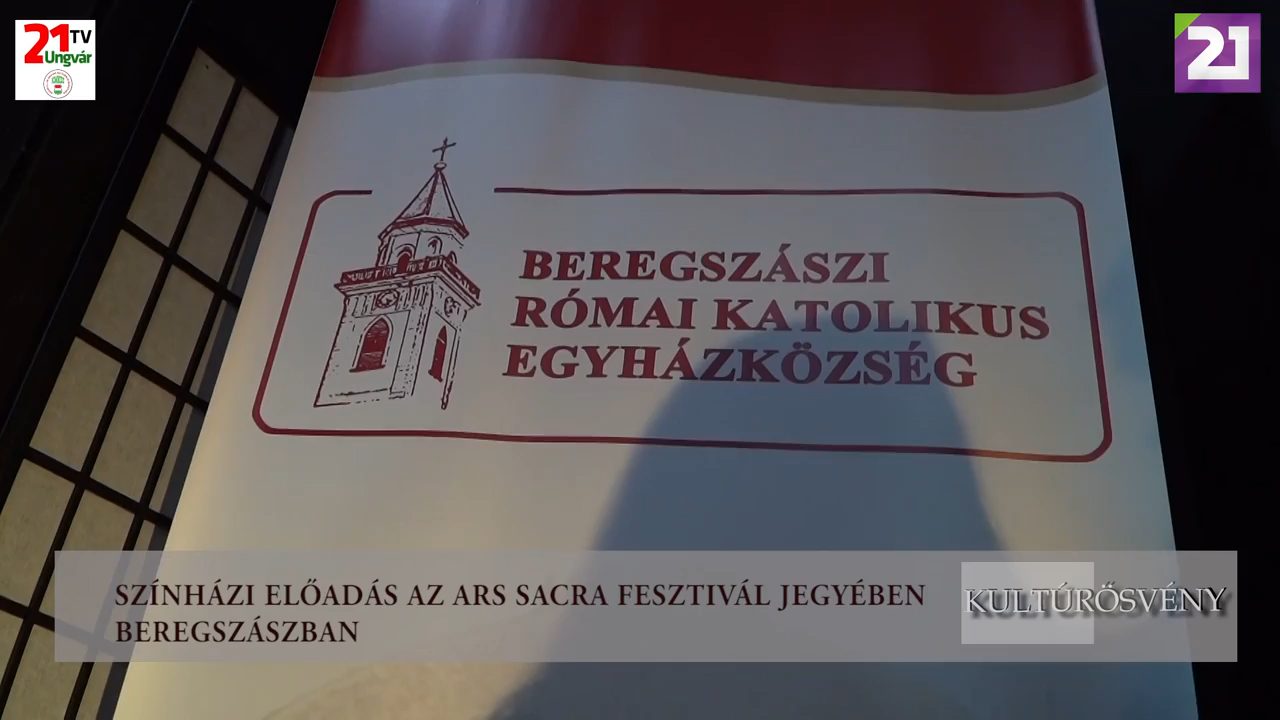 21 TV
Ungvár
21
BEREGSZÁSZI
RÓMAI KATOLIKUS
EGYHÁZKÖZSÉG
SZÍNHÁZI ELŐADÁS AZ ARS SACRA FESZTIVÁL JEGYÉBEN
BEREGSZÁSZBAN
KULTÚRÖSVÉNY